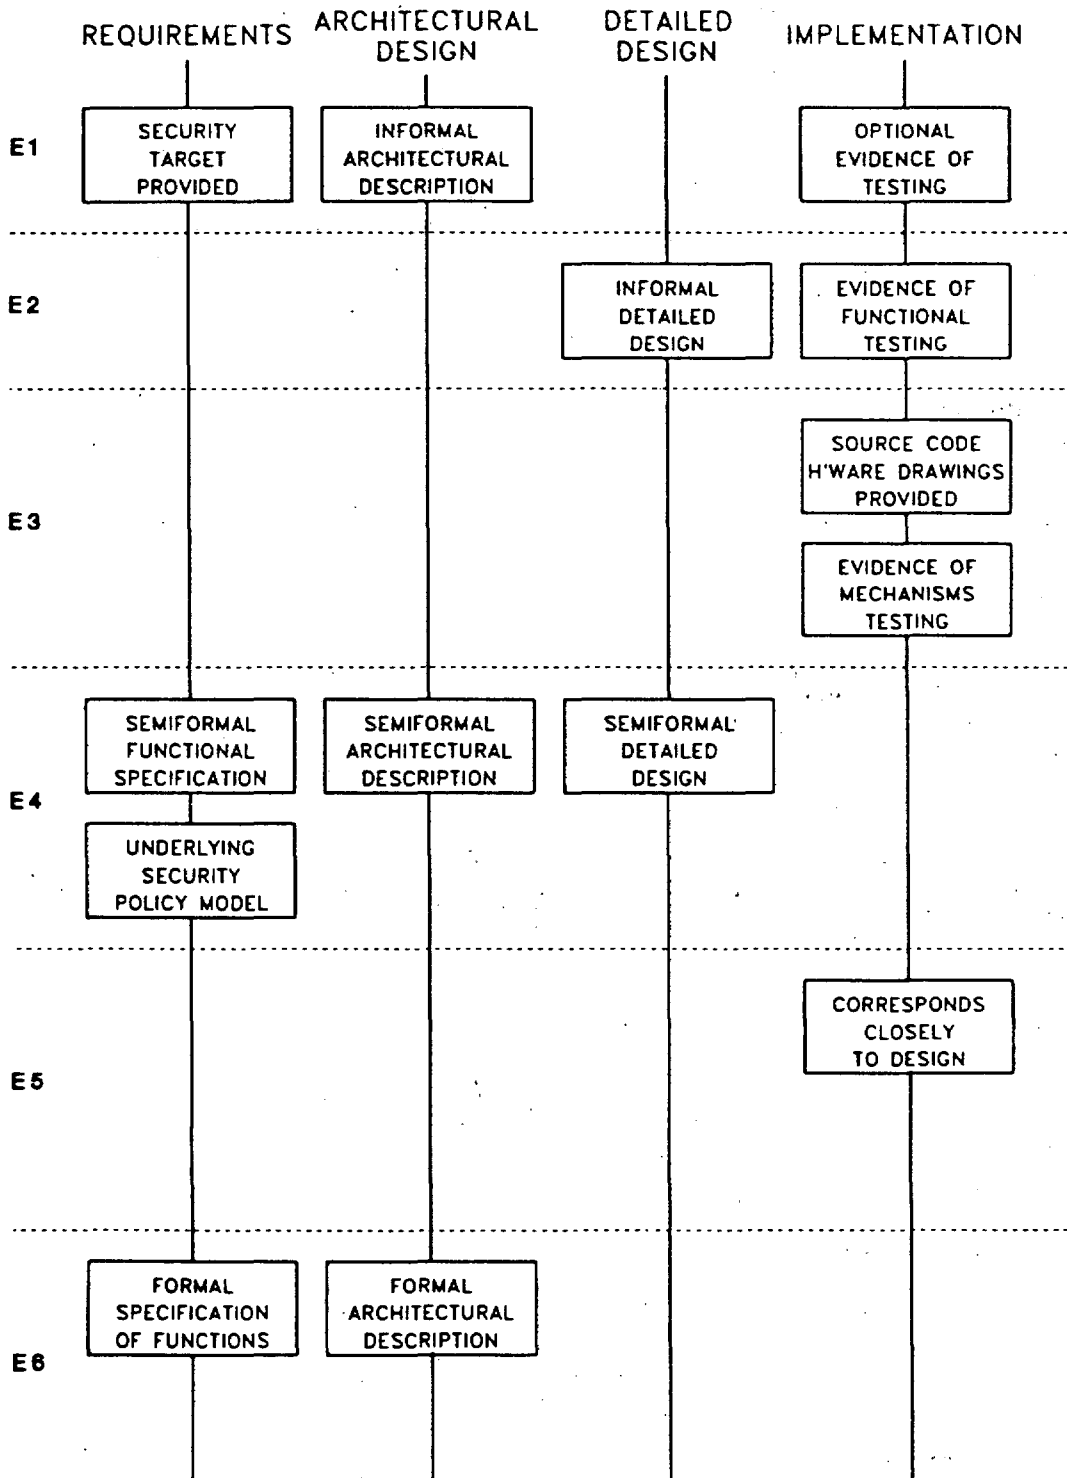 REQUIREMENTS
ARCHITECTURAL
DESIGN
DETAILED
DESIGN
IMPLEMENTATION
E1
SECURITY
TARGET
PROVIDED
INFORMAL
ARCHITECTURAL
DESCRIPTION
OPTIONAL
EVIDENCE OF
TESTING
E2
INFORMAL
DETAILED
DESIGN
EVIDENCE OF
FUNCTIONAL
TESTING
E3
SOURCE CODE
H'WARE DRAWINGS
PROVIDED
EVIDENCE OF
MECHANISMS
TESTING
E4
SEMIFORMAL
FUNCTIONAL
SPECIFICATION
SEMIFORMAL
ARCHITECTURAL
DESCRIPTION
SEMIFORMAL
DETAILED
DESIGN
UNDERLYING
SECURITY
POLICY MODEL
E5
CORRESPONDS
CLOSELY
TO DESIGN
E6
FORMAL
SPECIFICATION
OF FUNCTIONS
FORMAL
ARCHITECTURAL
DESCRIPTION